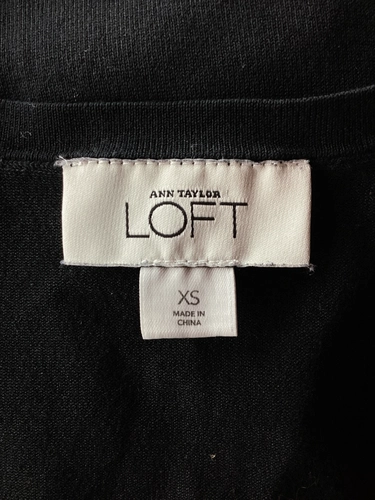 ANN TAYLOR
LOFT
XS
MADE IN
CHINA